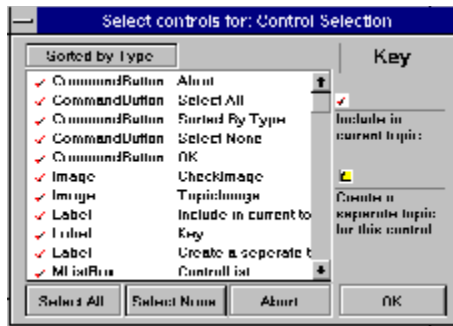 Select controls for: Control Selection
Sorted by Type
Key
CommandButton About
CommandButton Select All
CommandButton Sorted By Type
CommandButton Select None
CommandButton OK
Image CheckImage
Image TopicImage
Label Include in current to
Label Key
Label Create a seperate t
MListBox ControlList
Include in
current topic
Create a
seperate topic
for this control
Select All
Select None
About
OK